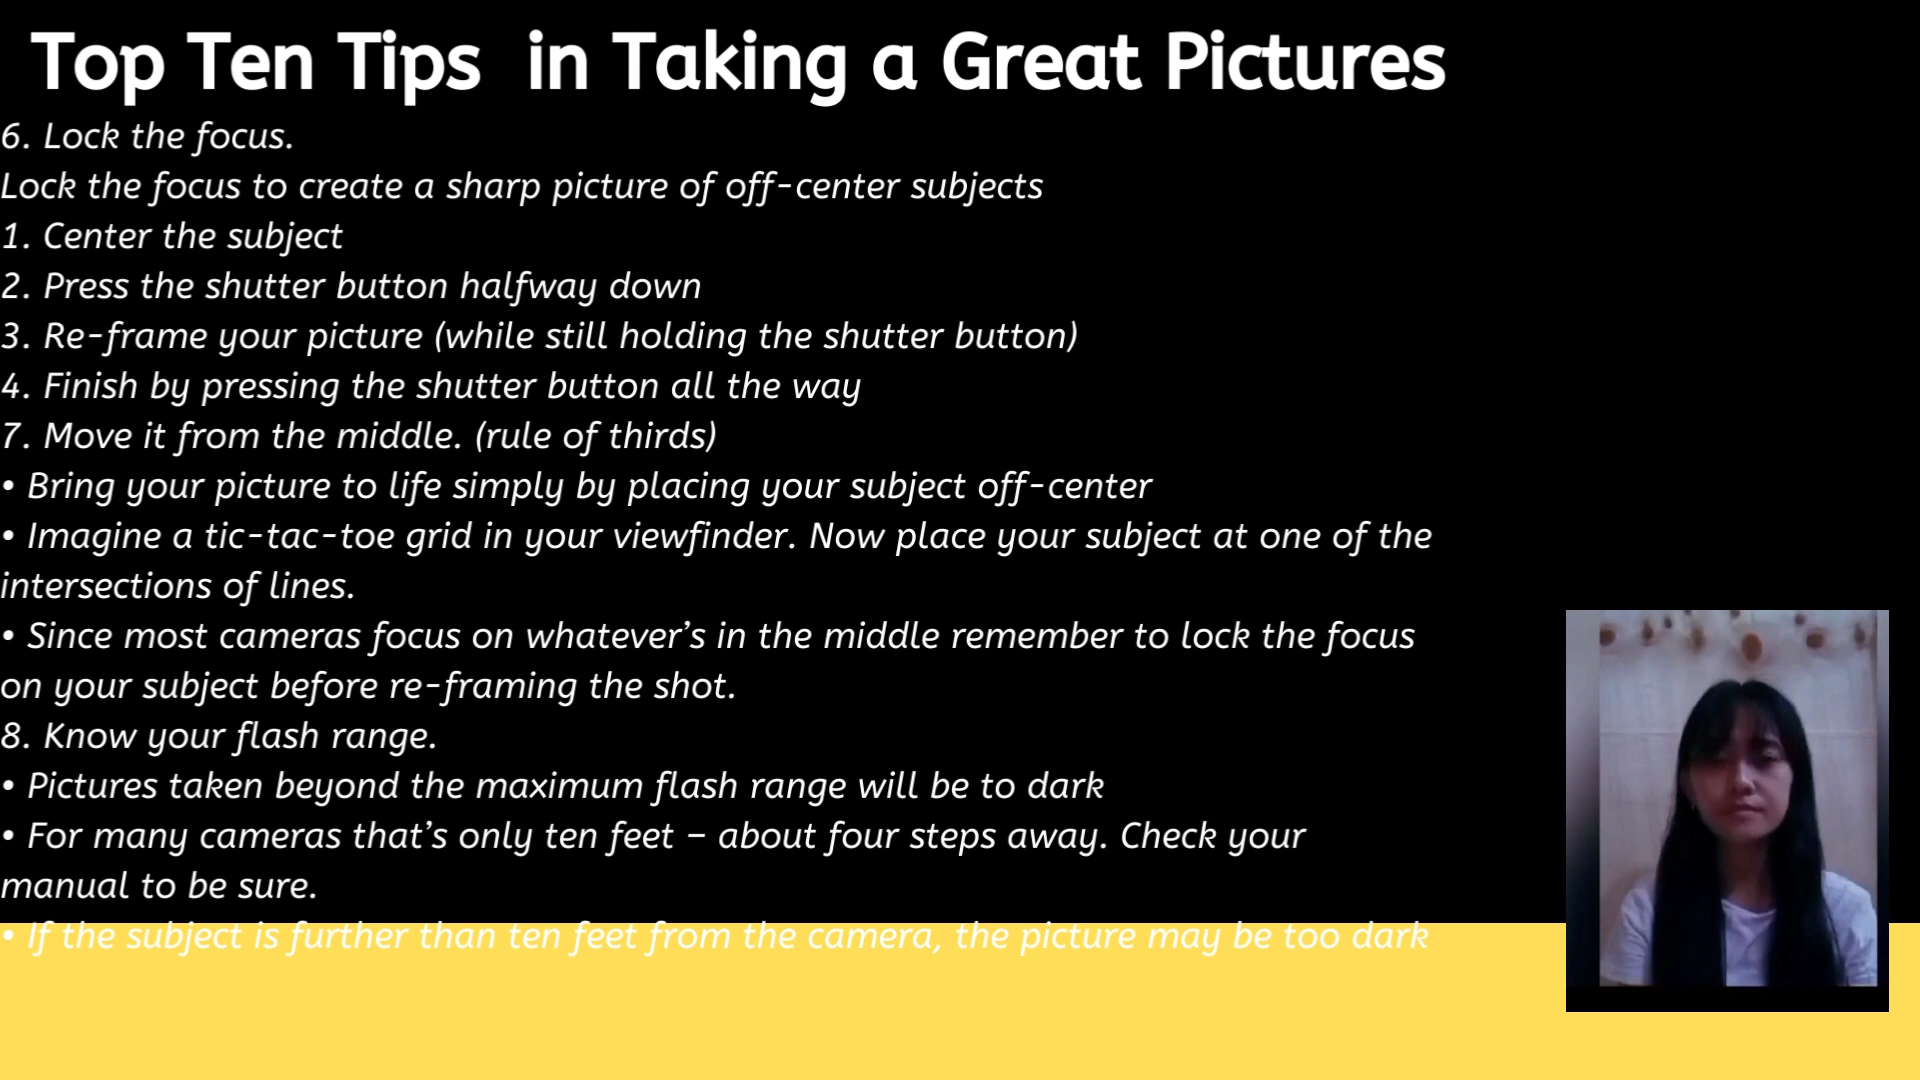 Top Ten Tips  in Taking a Great Pictures
6. Lock the focus.
Lock the focus to create a sharp picture of off-center subjects
1. Center the subject
2. Press the shutter button halfway down
3. Re-frame your picture (while still holding the shutter button)
4. Finish by pressing the shutter button all the way
7. Move it from the middle. (rule of thirds)
• Bring your picture to life simply by placing your subject off-center
• Imagine a tic-tac-toe grid in your viewfinder. Now place your subject at one of the
intersections of lines.
• Since most cameras focus on whatever’s in the middle remember to lock the focus
on your subject before re-framing the shot.
8. Know your flash range.
• Pictures taken beyond the maximum flash range will be to dark
• For many cameras that’s only ten feet – about four steps away. Check your
manual to be sure.
• If the subject is further than ten feet from the camera, the picture may be too dark